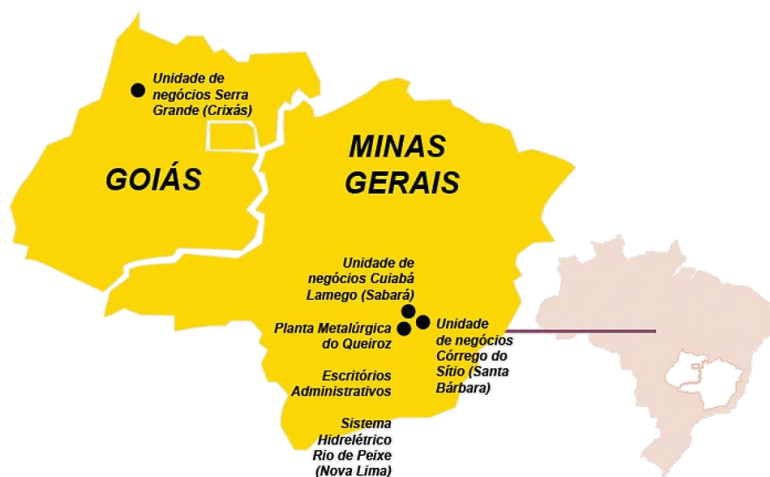 Unidade de
negócios Serra
Grande (Crixás)
GOIÁS
MINAS
GERAIS
Unidade de
negócios Cuiabá
Lamego (Sabará)
Planta Metalúrgica
do Queiroz
Unidade
de negócios
Córrego do
Sítio (Santa
Bárbara)
Escritórios
Administrativos
Sistema
Hidrelétrico
Rio de Peixe
(Nova Lima)